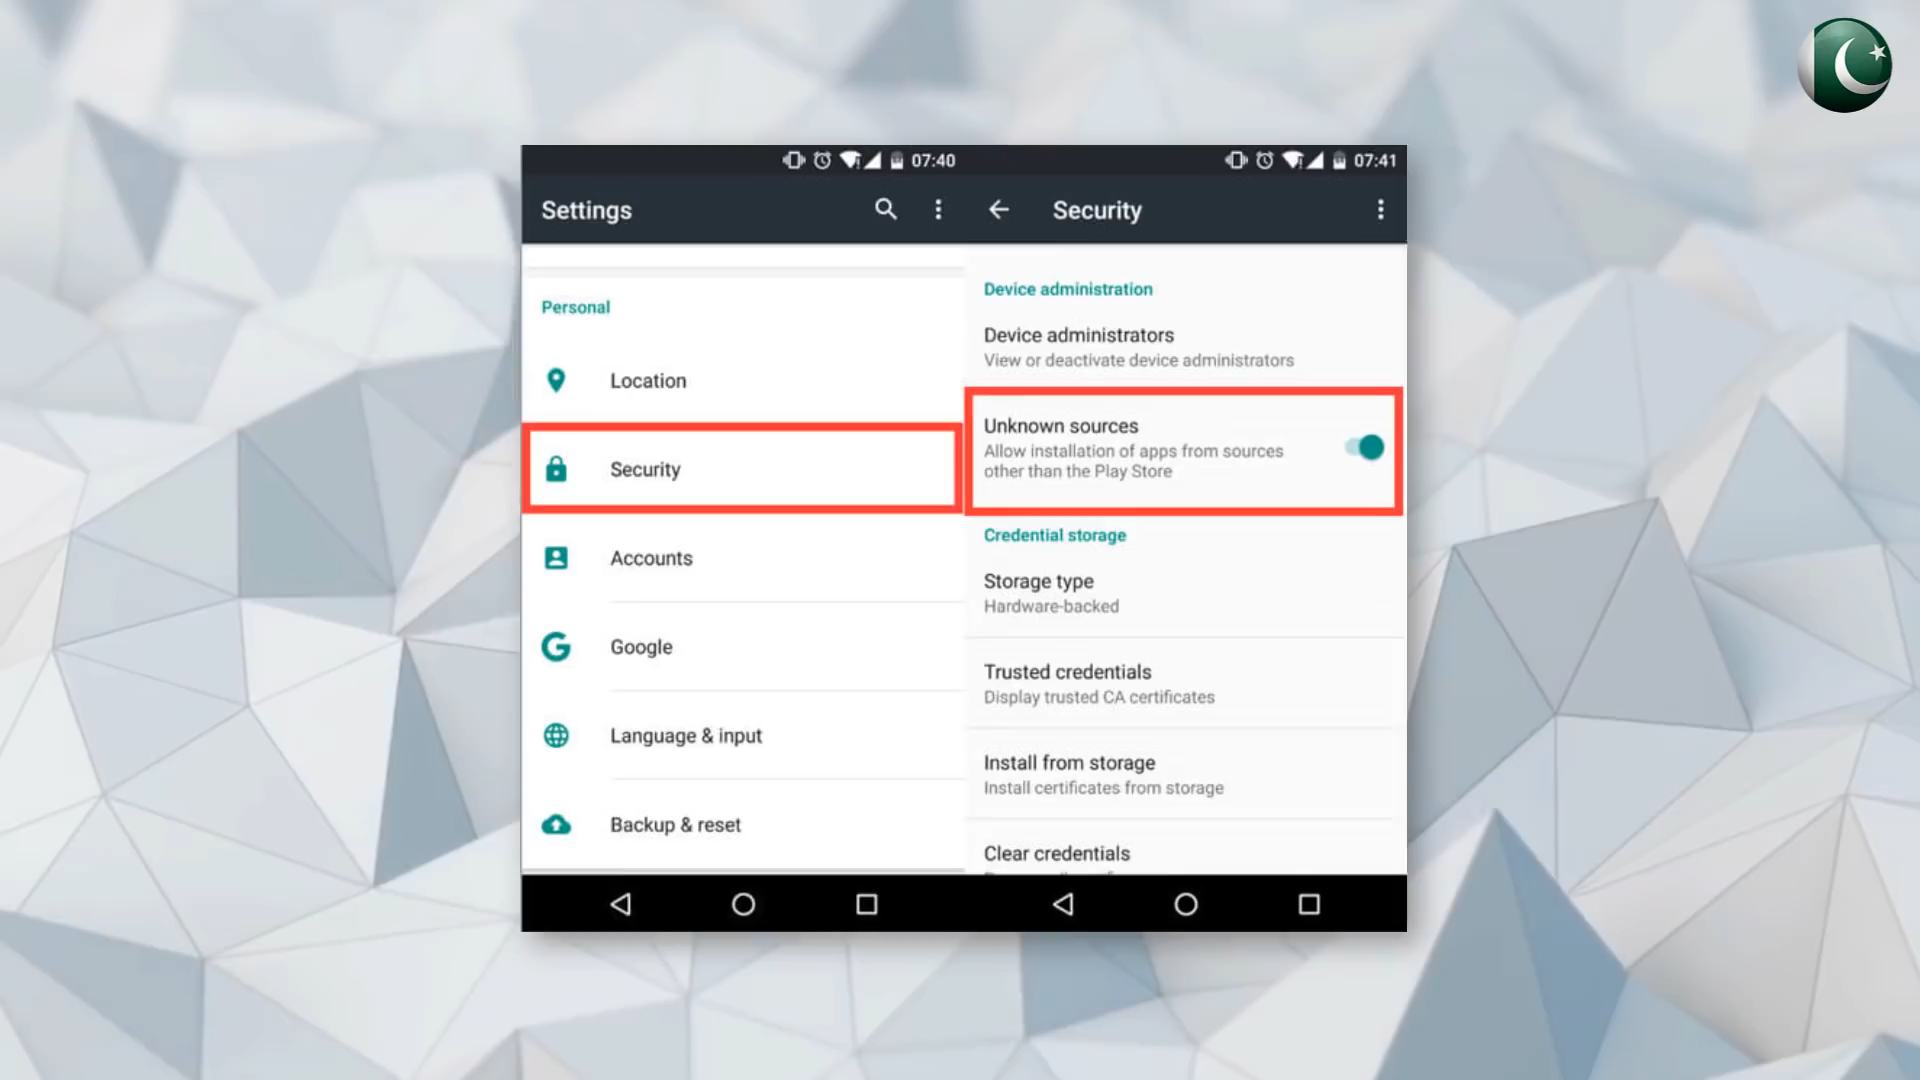 07:40
Settings
Personal
Location
Security
Accounts
Google
Language & input
Backup & reset
07:41
Security
Device administration
Device administrators
View or deactivate device administrators
Unknown sources
Allow installation of apps from sources
other than the Play Store
Credential storage
Storage type
Hardware-backed
Trusted credentials
Display trusted CA certificates
Install from storage
Install certificates from storage
Clear credentials